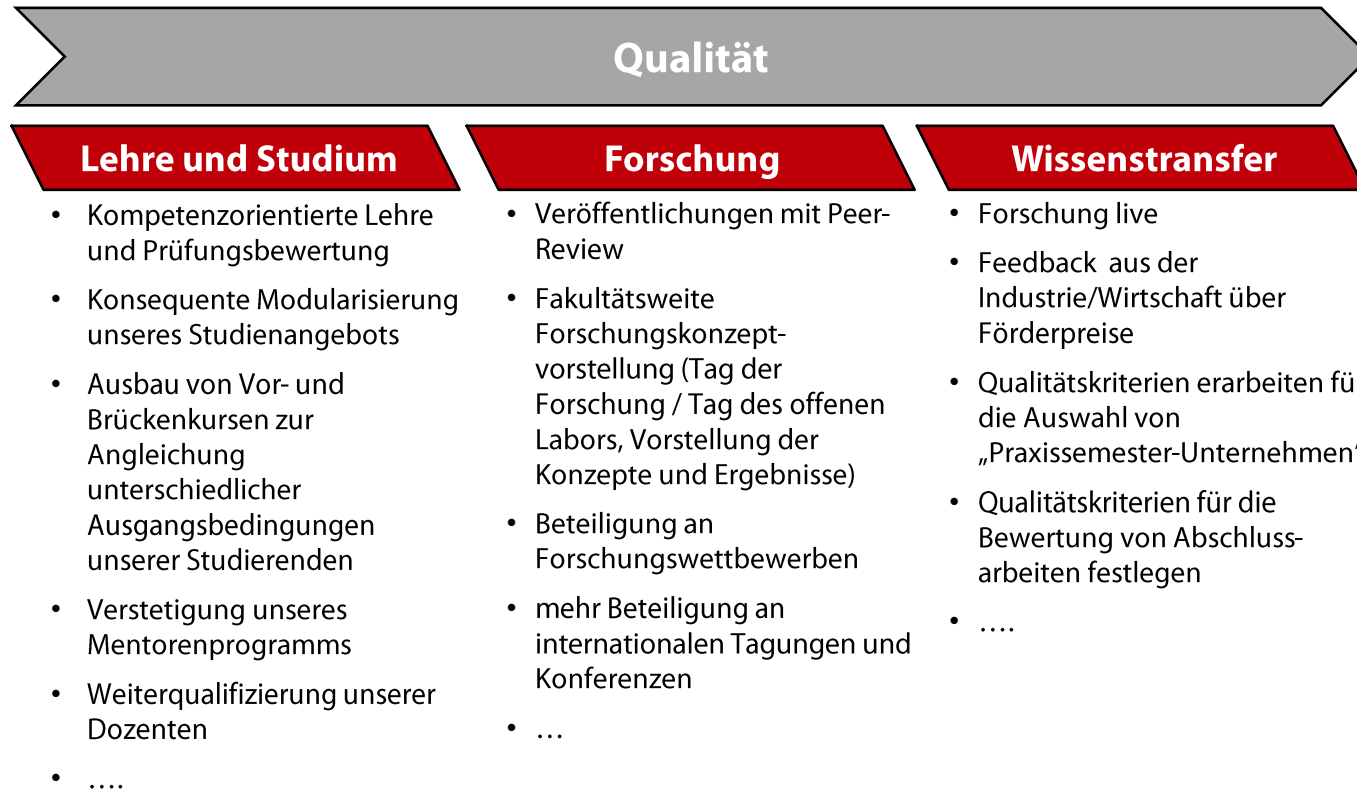 Qualität
Lehre und Studium
• Kompetenzorientierte Lehre
und Prüfungsbewertung
• Konsequente Modularisierung
unseres Studienangebots
• Ausbau von Vor- und
Brückenkursen zur
Angleichung
unterschiedlicher
Ausgangsbedingungen
unserer Studierenden
• Verstetigung unseres
Mentorenprogramms
• Weiterqualifizierung unserer
Dozenten
• ….
Forschung
• Veröffentlichungen mit Peer-
Review
• Fakultätsweite
Forschungskonzept-
vorstellung (Tag der
Forschung / Tag des offenen
Labors, Vorstellung der
Konzepte und Ergebnisse)
• Beteiligung an
Forschungswettbewerben
• mehr Beteiligung an
internationalen Tagungen und
Konferenzen
• …
Wissenstransfer
• Forschung live
• Feedback  aus der
Industrie/Wirtschaft über
Förderpreise
• Qualitätskriterien erarbeiten fü
die Auswahl von
„Praxissemester-Unternehmen“
• Qualitätskriterien für die
Bewertung von Abschluss-
arbeiten festlegen
• ….